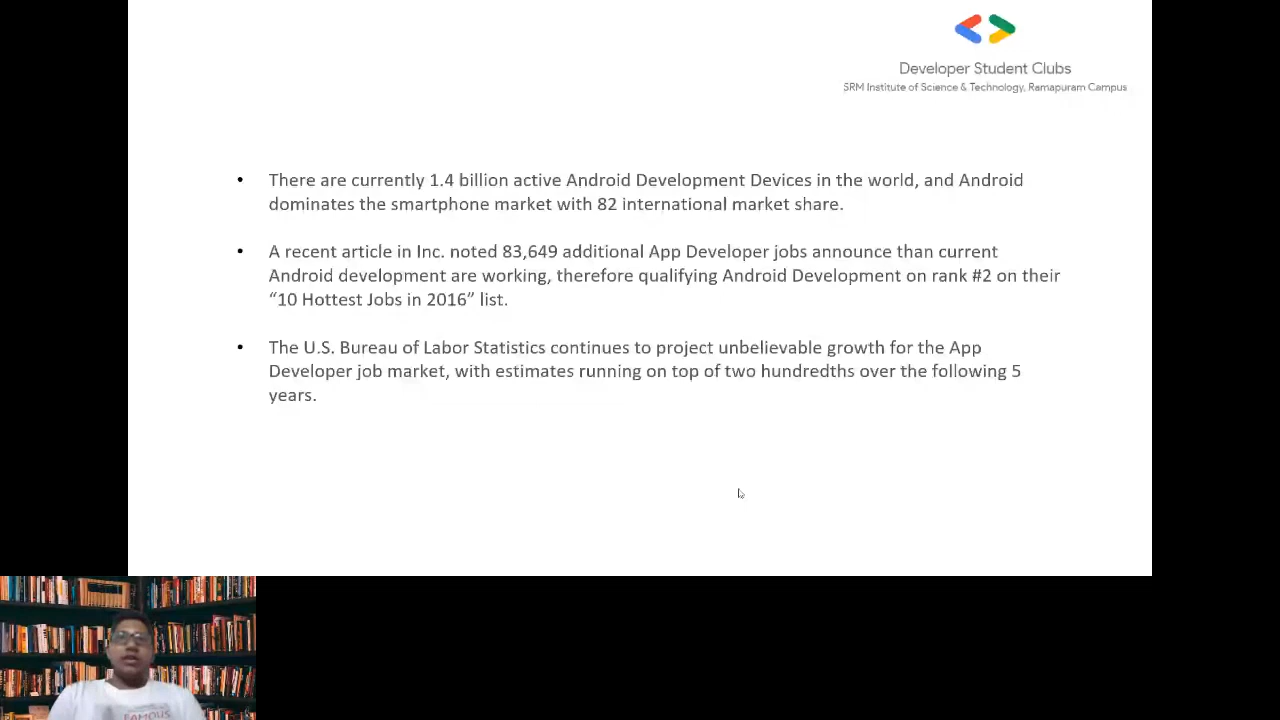 Developer Student Clubs
SRM Institute of Science & Technology, Ramapuram Campus
• There are currently 1.4 billion active Android Development Devices in the world, and Android
dominates the smartphone market with 82 international market share.
• A recent article in Inc. noted 83,649 additional App Developer jobs announce than current
Android development are working, therefore qualifying Android Development on rank #2 on their
“10 Hottest Jobs in 2016” list.
• The U.S. Bureau of Labor Statistics continues to project unbelievable growth for the App
Developer job market, with estimates running on top of two hundredths over the following 5
years.
FAMOUS